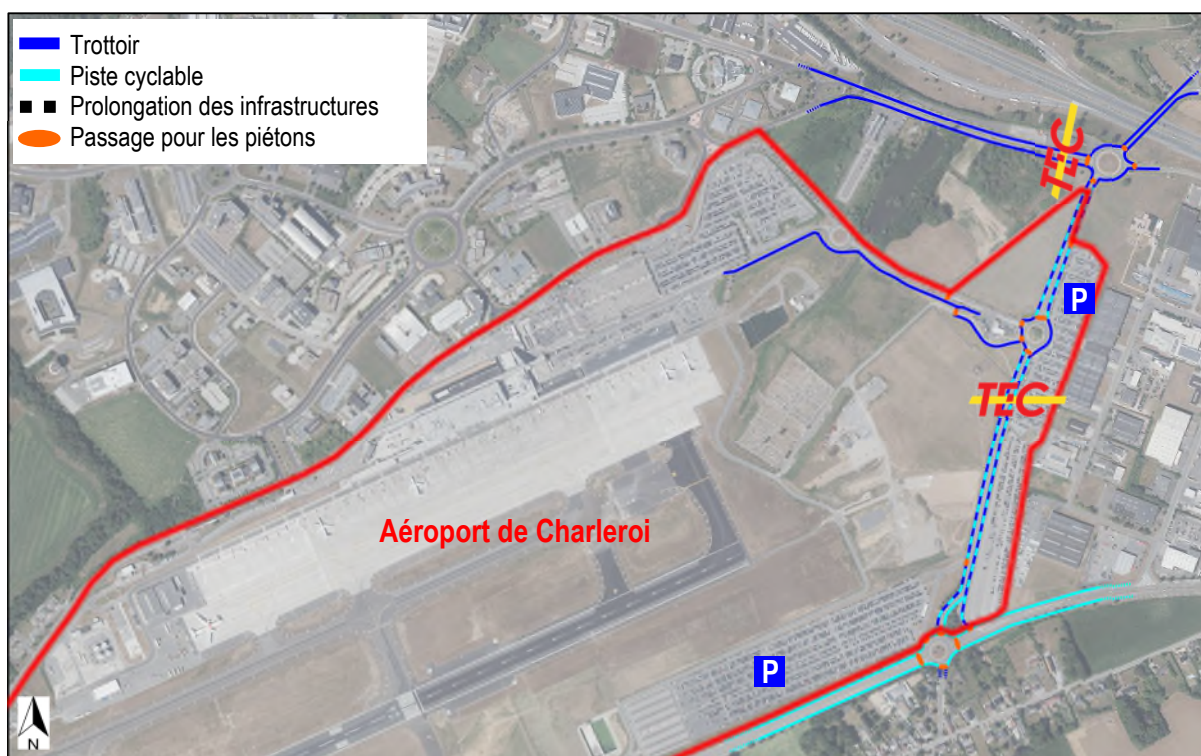 Trottoir
Piste cyclable
Prolongation des infrastructures
Passage pour les piétons
TEC
P
TEC
Aéroport de Charleroi
P
N